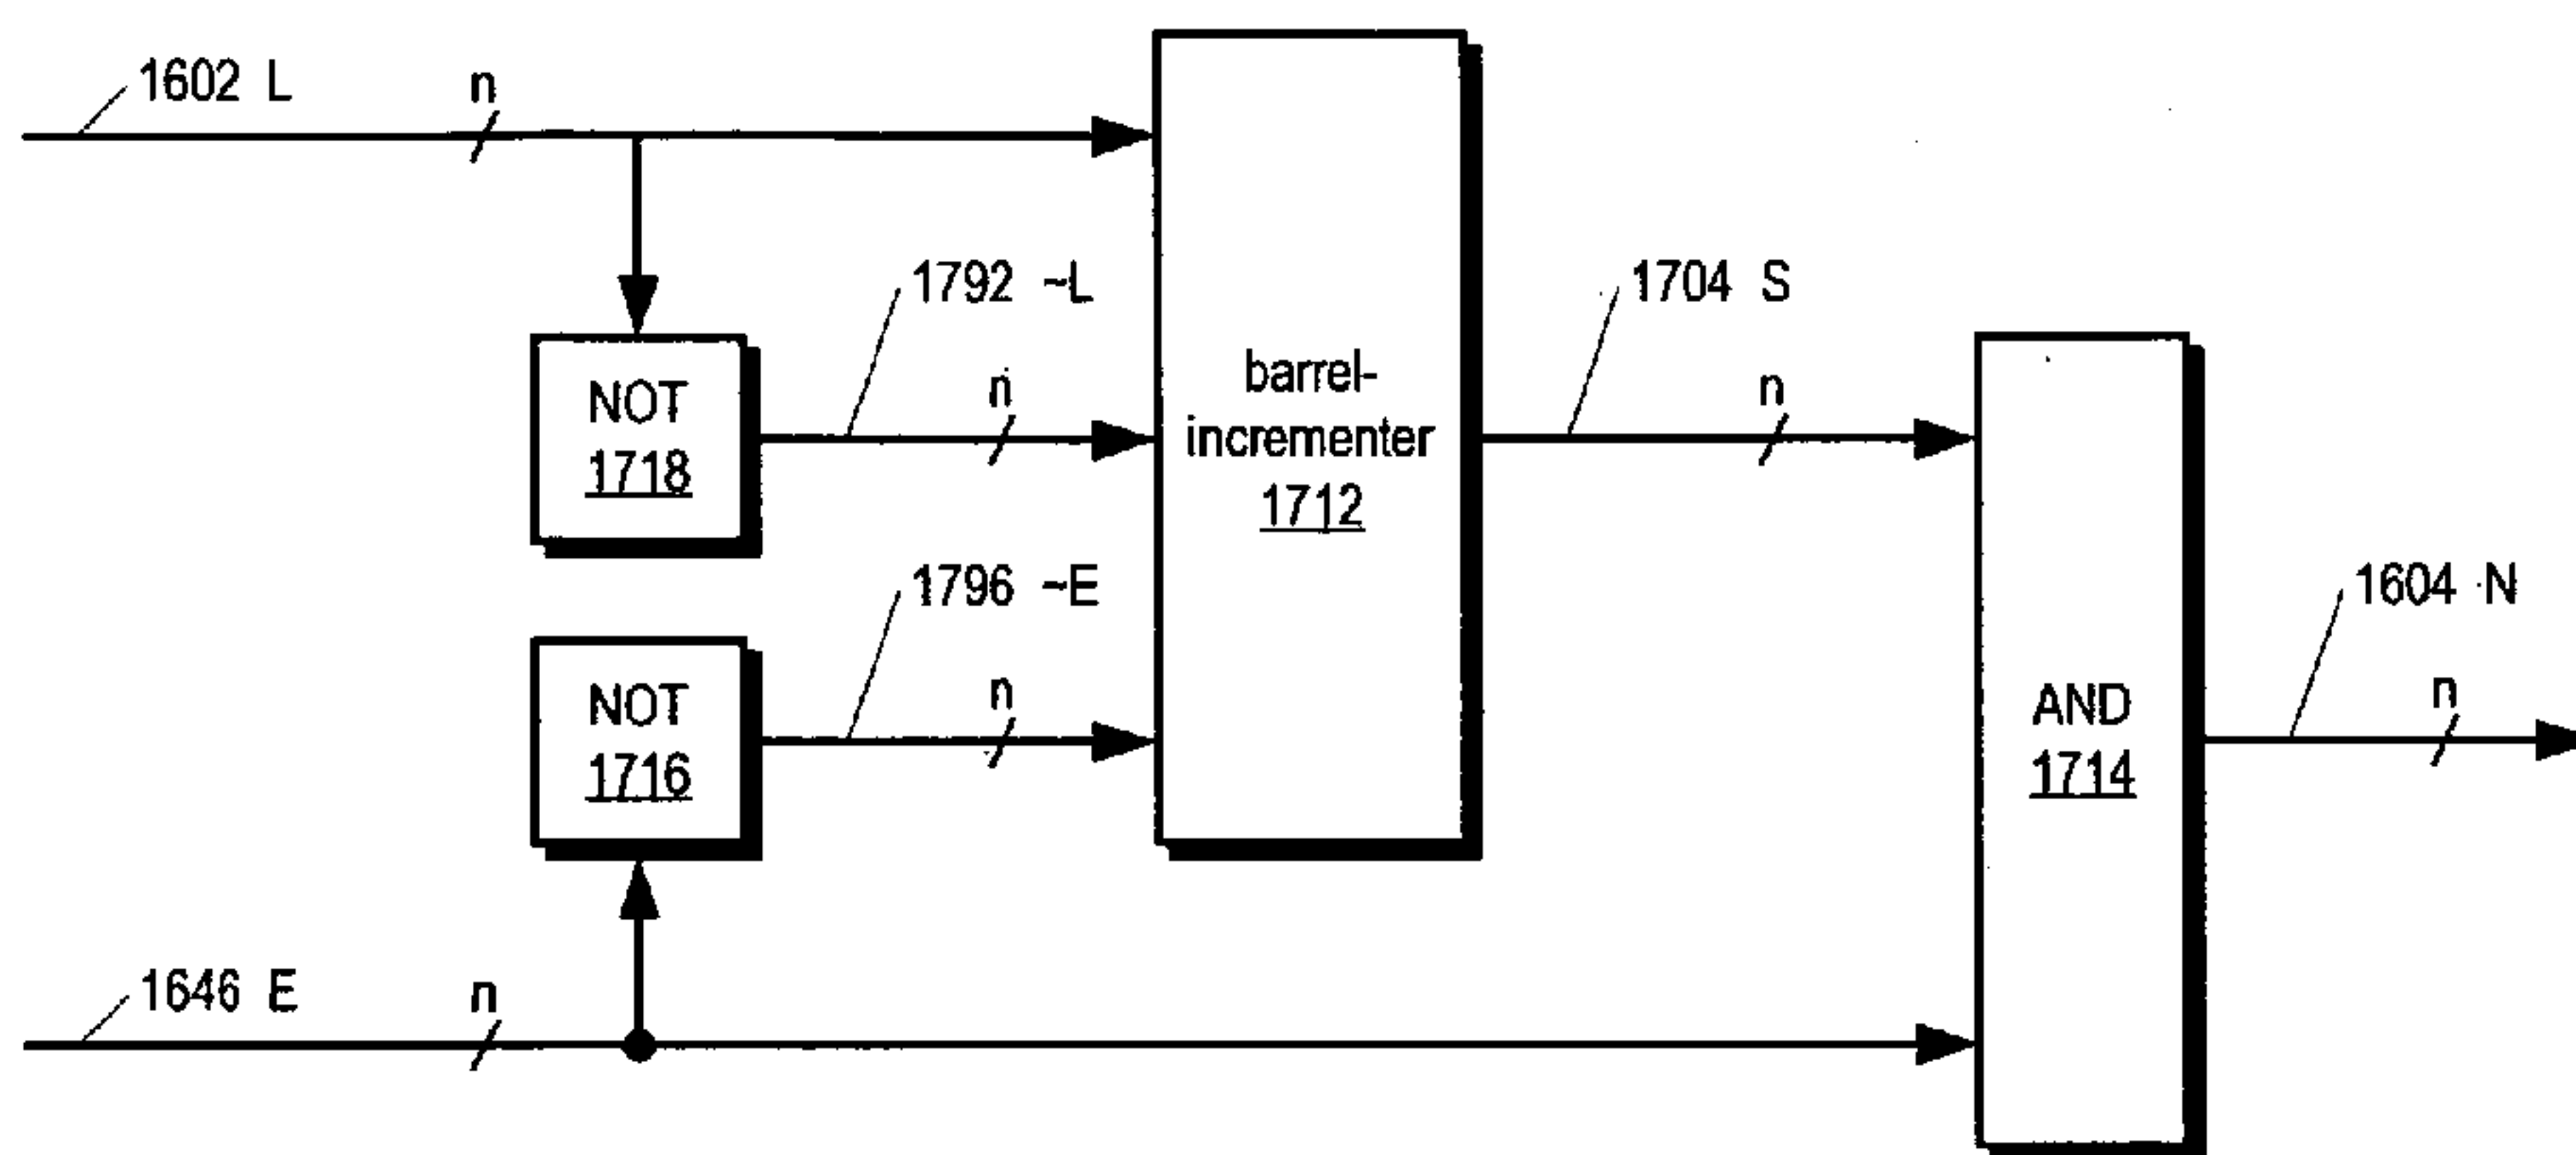 1602 L
n
NOT
1718
1792 ~L
n
barrel-
incrementer
1712
1704 S
n
NOT
1716
1796 ~E
n
AND
1714
1604 N
n
1646 E
n